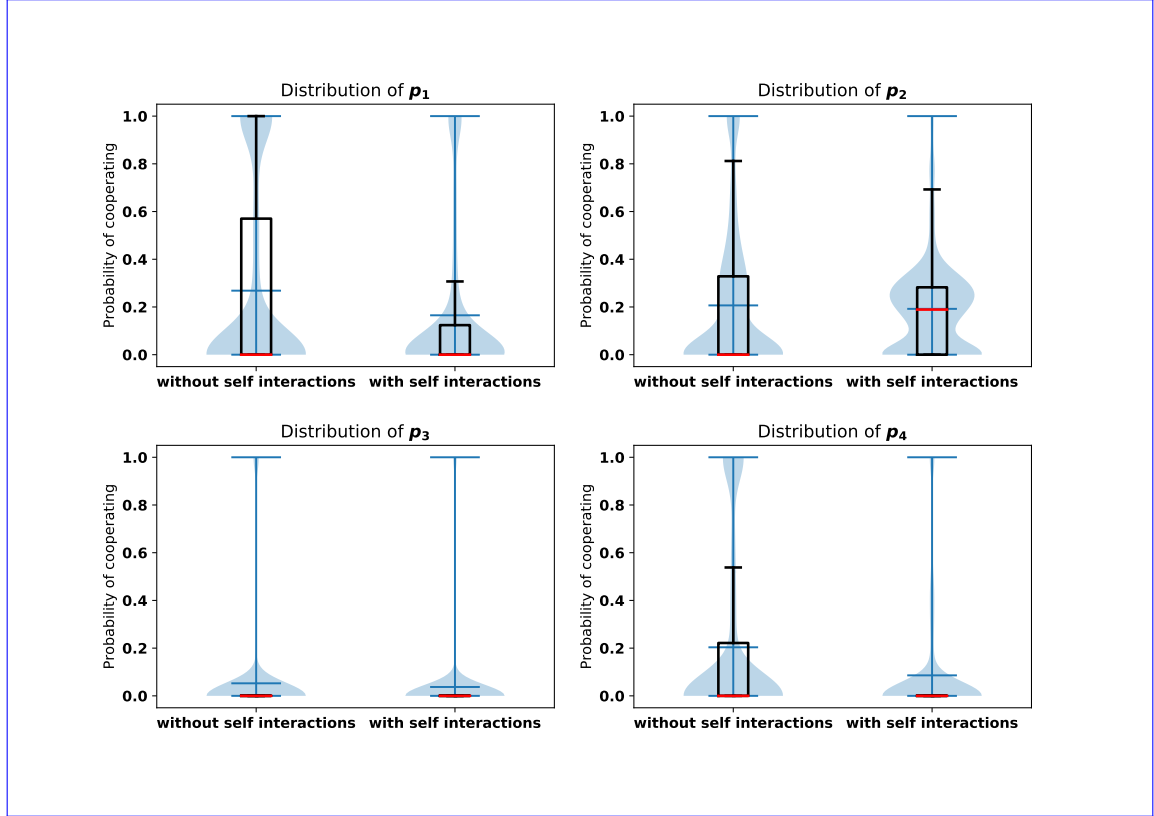 Distribution of p1
Probability of cooperating
1.0
0.8
0.6
0.4
0.2
0.0
without self interactions with self interactions
Distribution of p2
Probability of cooperating
1.0
0.8
0.6
0.4
0.2
0.0
without self interactions with self interactions
Distribution of p3
Probability of cooperating
1.0
0.8
0.6
0.4
0.2
0.0
without self interactions with self interactions
Distribution of p4
Probability of cooperating
1.0
0.8
0.6
0.4
0.2
0.0
without self interactions with self interactions